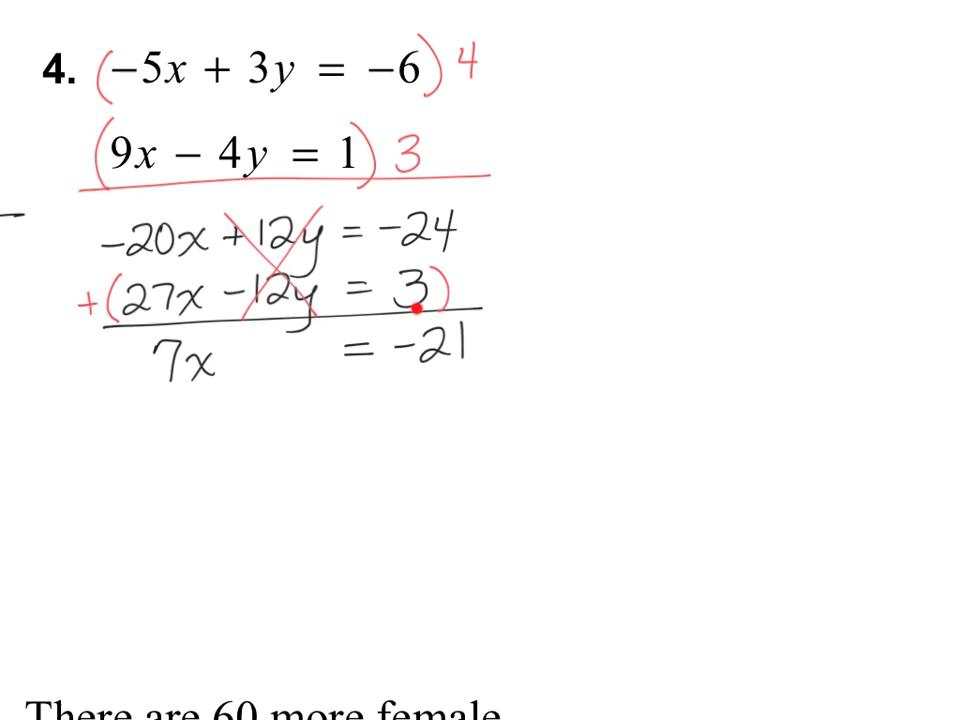 4. (−5x + 3y = −6) 4
(9x − 4y = 1) 3
−20x +12y = −24
+(27x −12y = 3)
7x = −21
There are 60 more female